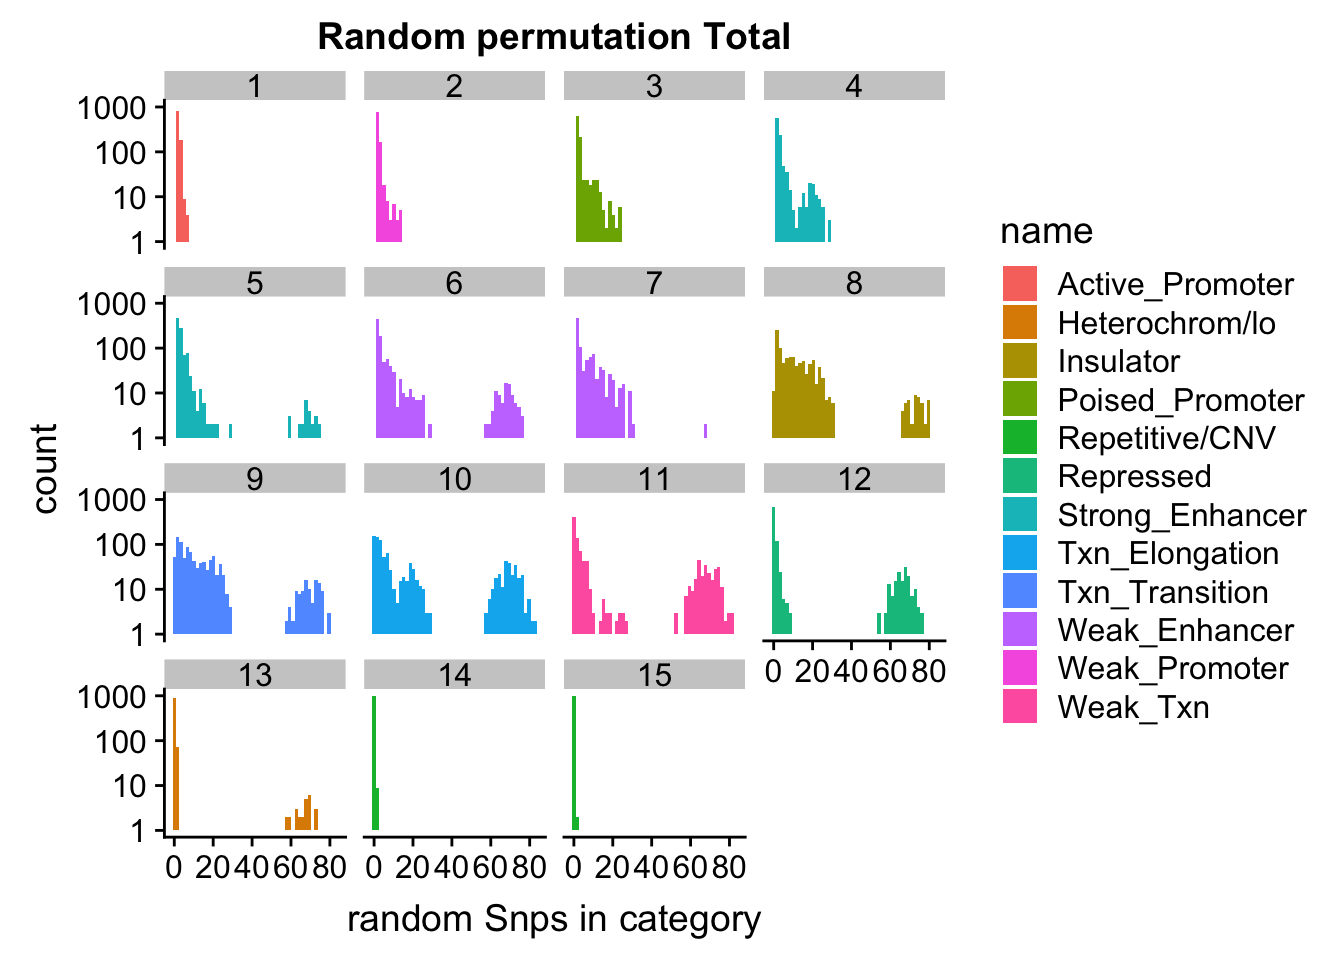 Random permutation Total
1 2 3 4
1000
100
10
1
5 6 7 8
1000
100
10
1
9 10 11 12
1000
100
10
1
0 20 40 60 80
13 14 15
1000
100
10
1
0 20 40 60 80 0 20 40 60 80 0 20 40 60 80
random Snps in category
count
name
Active_Promoter
Heterochrom/lo
Insulator
Poised_Promoter
Repetitive/CNV
Repressed
Strong_Enhancer
Txn_Elongation
Txn_Transition
Weak_Enhancer
Weak_Promoter
Weak_Txn